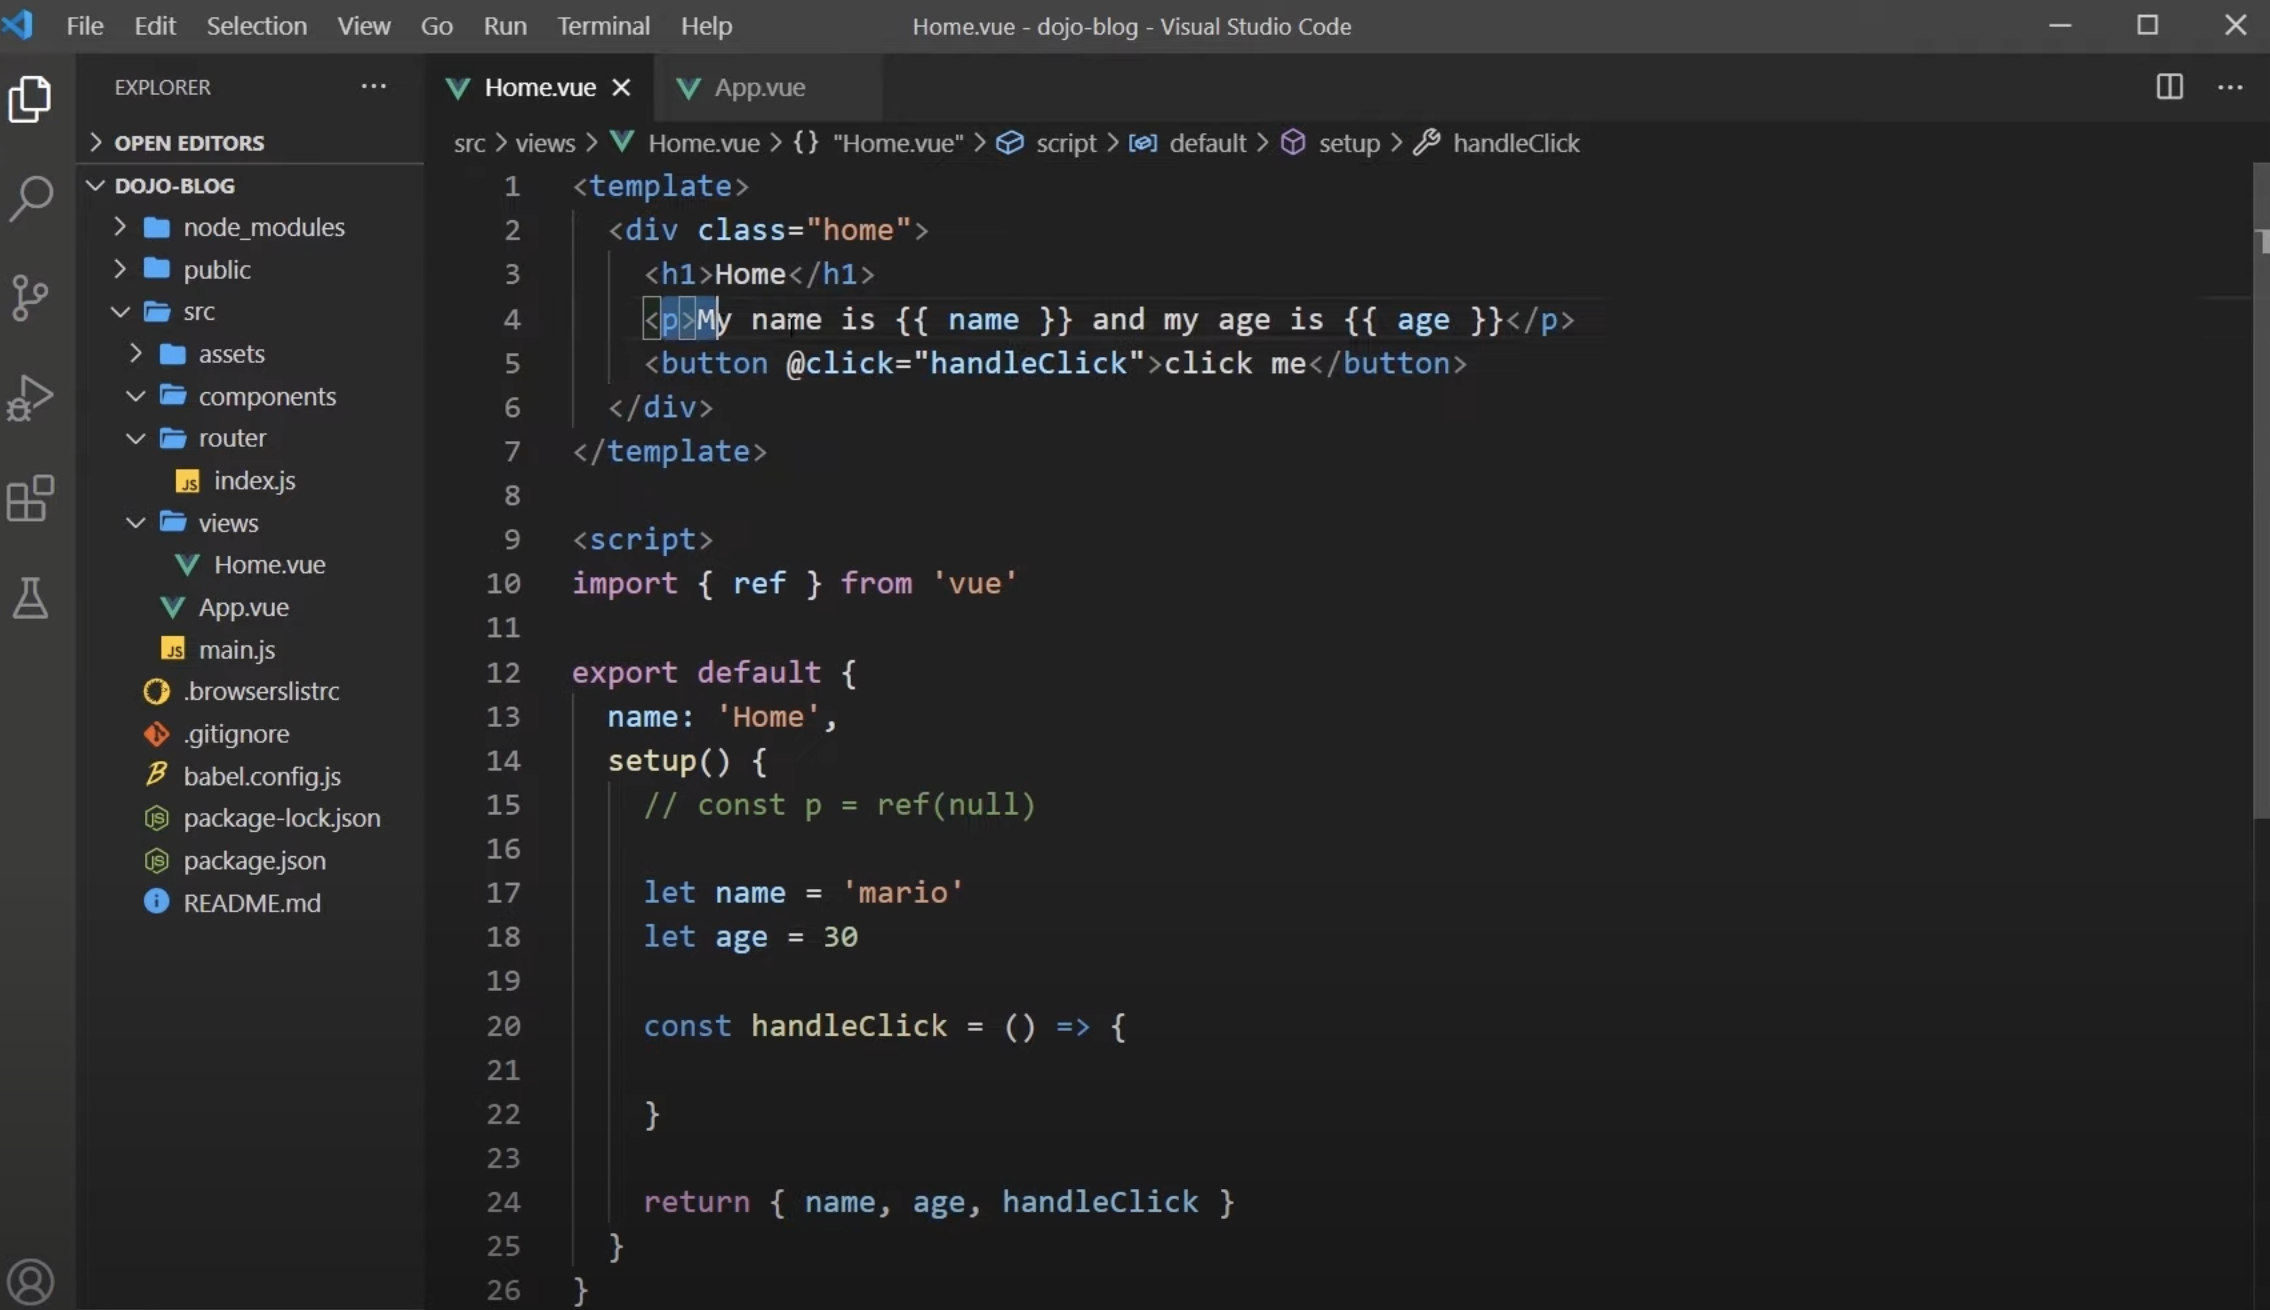 File Edit Selection View Go Run Terminal Help
Home.vue - dojo-blog - Visual Studio Code
EXPLORER
OPEN EDITORS
DOJO-BLOG
node_modules
public
src
assets
components
router
JS index.js
views
Home.vue
App.vue
JS main.js
.browserslistrc
.gitignore
babel.config.js
package-lock.json
package.json
README.md
Home.vue App.vue
src > views > Home.vue > {} "Home.vue" > script > default > setup > handleClick
1 <template>
2 <div class="home">
3 <h1>Home</h1>
4 <p>My name is {{ name }} and my age is {{ age }}</p>
5 <button @click="handleClick">click me</button>
6 </div>
7 </template>
8
9 <script>
10 import { ref } from 'vue'
11
12 export default {
13 name: 'Home',
14 setup() {
15 // const p = ref(null)
16
17 let name = 'mario'
18 let age = 30
19
20 const handleClick = () => {
21
22 }
23
24 return { name, age, handleClick }
25 }
26 }